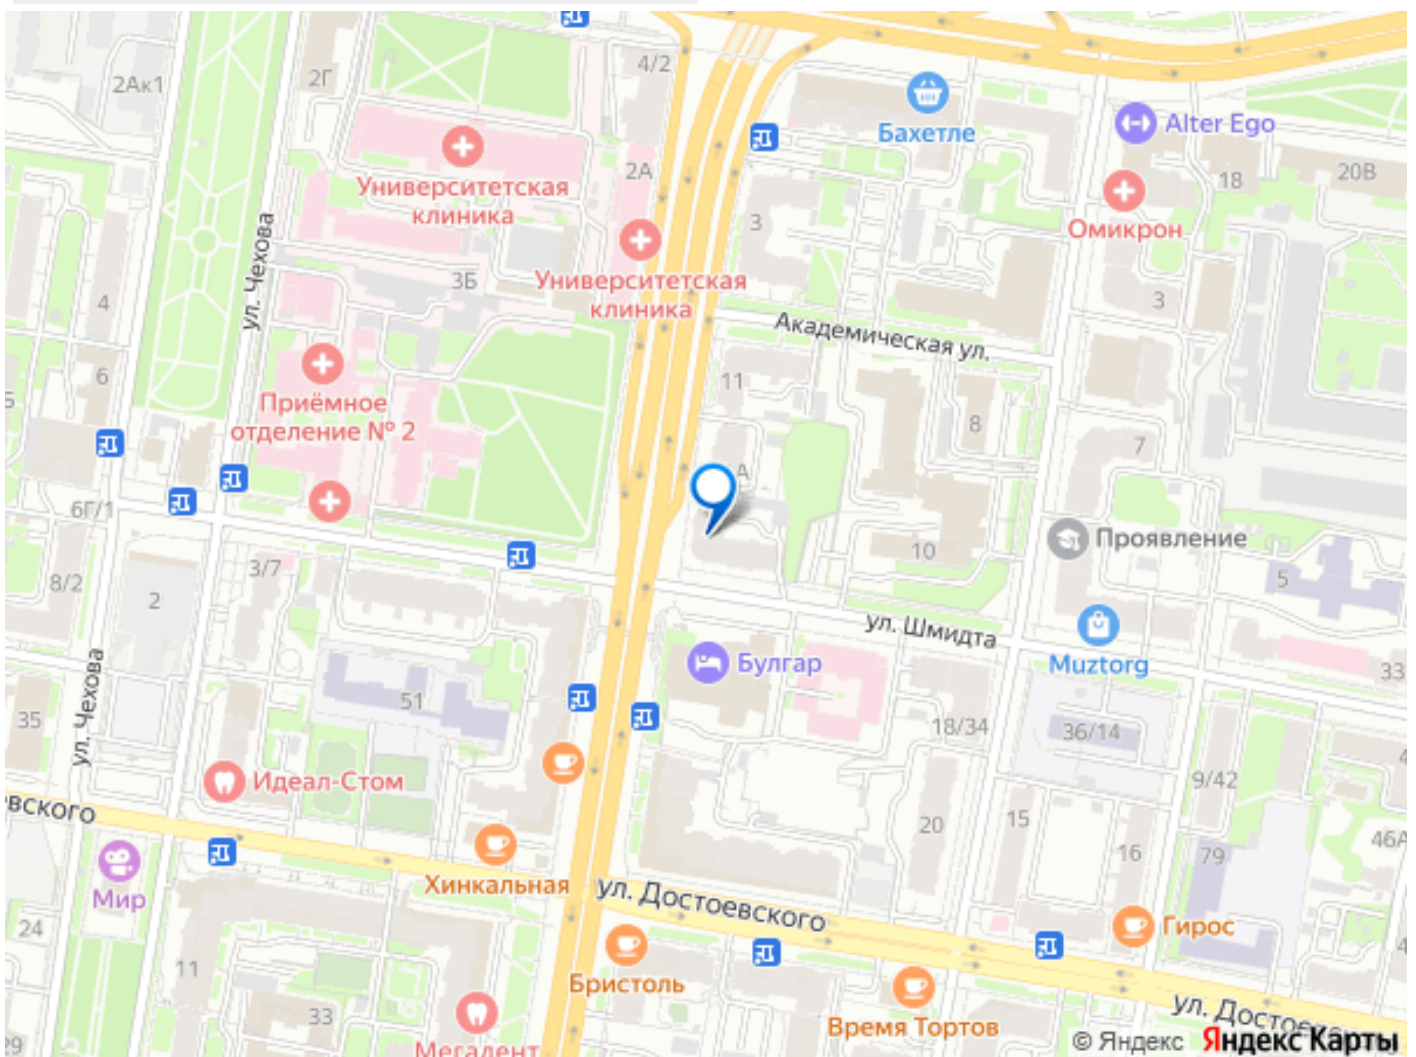 4/2
2Г
2Ак1
Бахетле
Alter Ego
18
20В
Университетская
клиника
2А
Омикрон
3
ул. Чехова
3Б
Университетская
клиника
4
3
Академическая ул.
6
11
Приёмное
отделение № 2
8
7
А
6Г/1
Проявление
10
5
3/7
8/2
2
ул. Шмидта
Muztorg
Булгар
33
51
ул. Чехова
35
18/34
36/14
9/42
Идеал-Стом
вского
20
15
16
79
46А
Мир
Хинкальная
ул. Достоевского
24
Гирос
11
Бристоль
33
Время Тортов
Мегадент
29
ул. Достоевского
© Яндекс Яндекс Карты